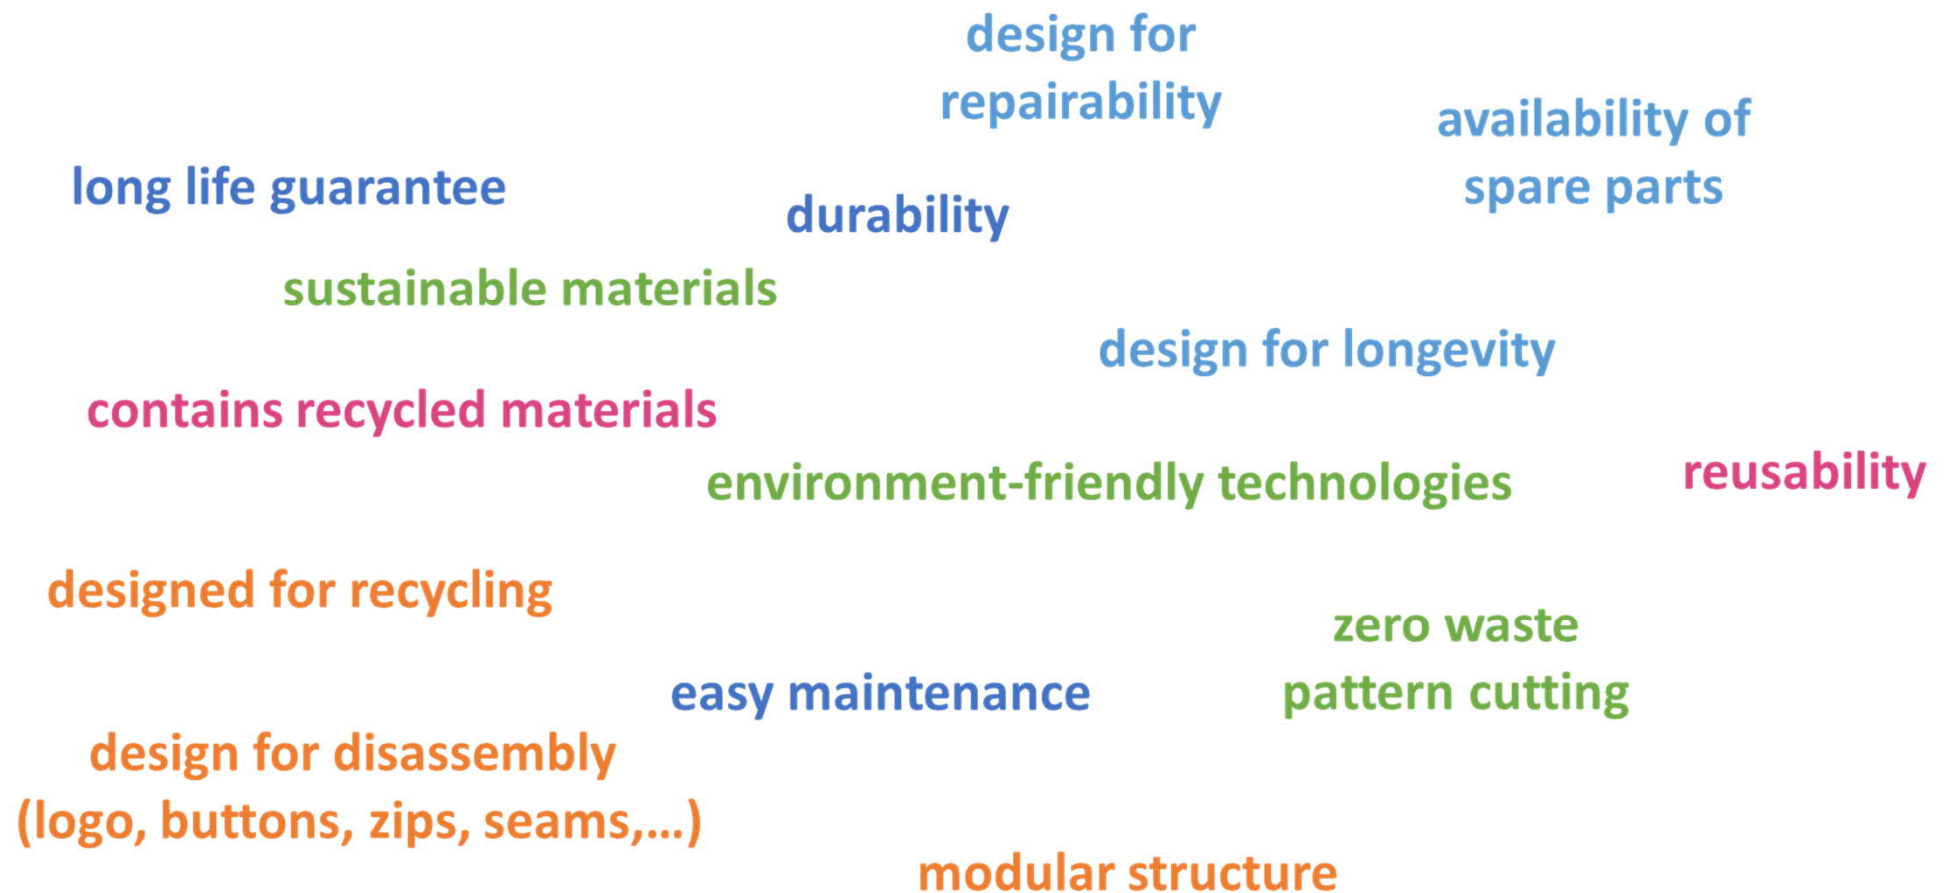 design for
repairability
availability of
spare parts
long life guarantee
durability
sustainable materials
design for longevity
contains recycled materials
environment-friendly technologies
reusability
designed for recycling
zero waste
pattern cutting
easy maintenance
design for disassembly
(logo, buttons, zips, seams,...)
modular structure